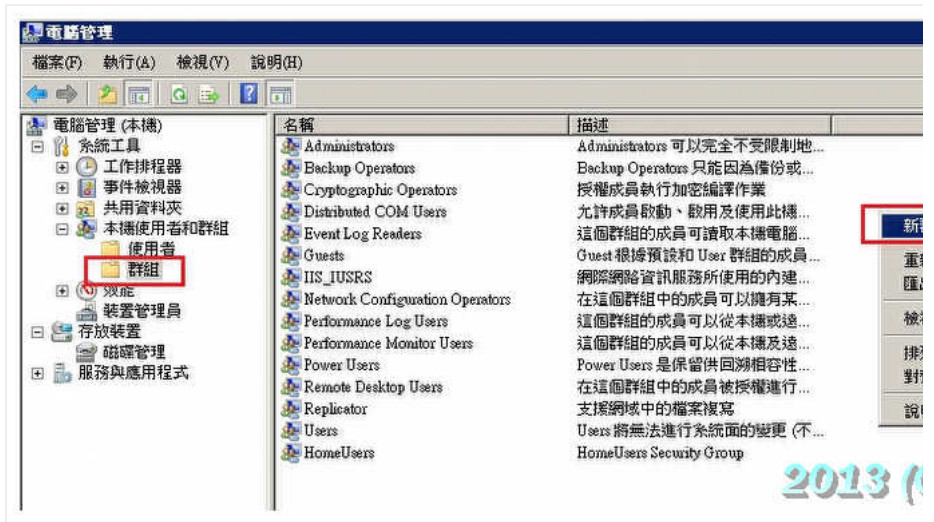 電腦管理
檔案(F) 執行(A) 檢視(V) 說明(H)
電腦管理 (本機)
系統工具
工作排程器
事件檢視器
共用資料夾
本機使用者和群組
使用者
群組
效能
裝置管理員
存放裝置
磁碟管理
服務與應用程式
名稱 描述
Administrators Administrators 可以完全不受限制地...
Backup Operators Backup Operators 只能因為備份或...
Cryptographic Operators 授權成員執行加密編譯作業
Distributed COM Users 允許成員啟動、啟用及使用此機...
Event Log Readers 這個群組的成員可讀取本機電腦...
Guests Guest 根據預設和 User 群組的成員...
IIS_IUSRS 網際網路資訊服務所使用的內建...
Network Configuration Operators 在這個群組中的成員可以擁有某...
Performance Log Users 這個群組的成員可以從本機或遠...
Performance Monitor Users 這個群組的成員可以從本機及遠...
Power Users Power Users 是保留供回溯相容性...
Remote Desktop Users 在這個群組中的成員被授權進行...
Replicator 支援網域中的檔案複寫
Users Users 將無法進行系統面的變更 (不...
HomeUsers HomeUsers Security Group
新
重
匯
檢
排
對
說
2013 (